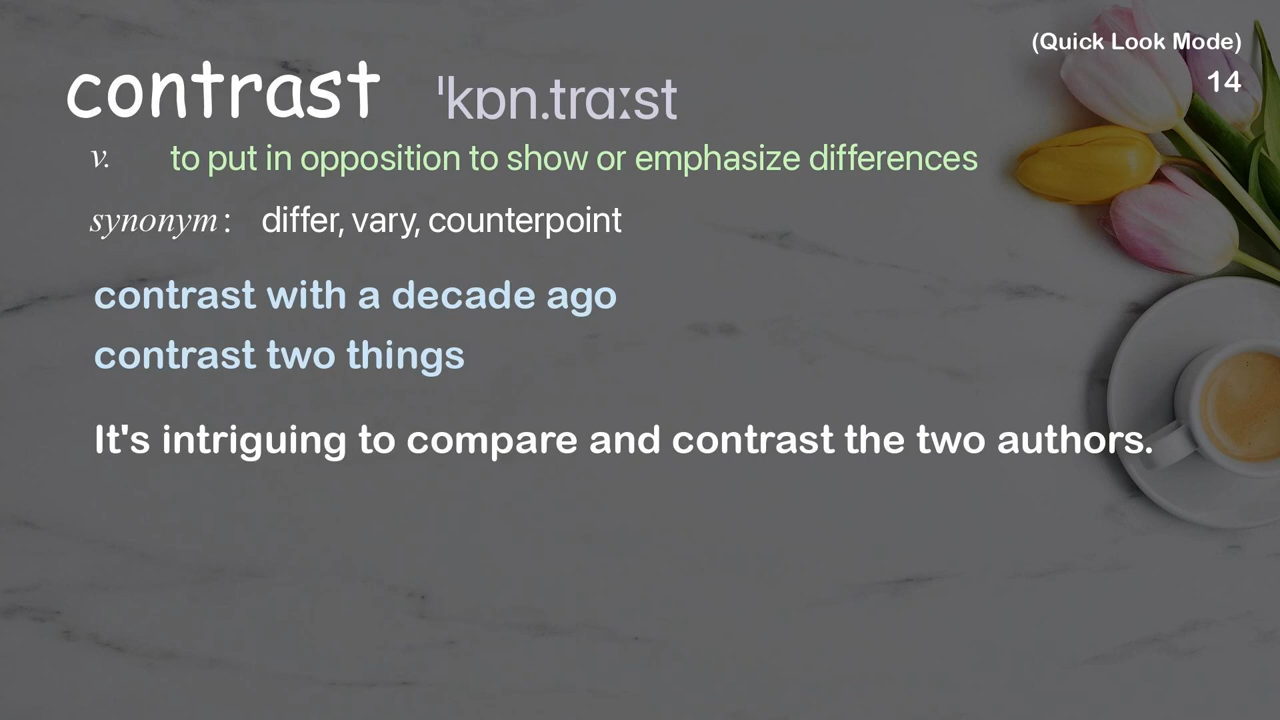 (Quick Look Mode)
14
contrast ˈkɒn.trɑːst
v. to put in opposition to show or emphasize differences
synonym: differ, vary, counterpoint
contrast with a decade ago
contrast two things
It's intriguing to compare and contrast the two authors.